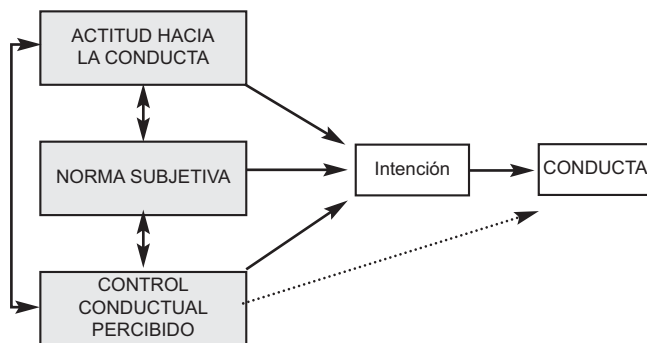 ACTITUD HACIA
LA CONDUCTA
NORMA SUBJETIVA
Intención
CONDUCTA
CONTROL
CONDUCTUAL
PERCIBIDO